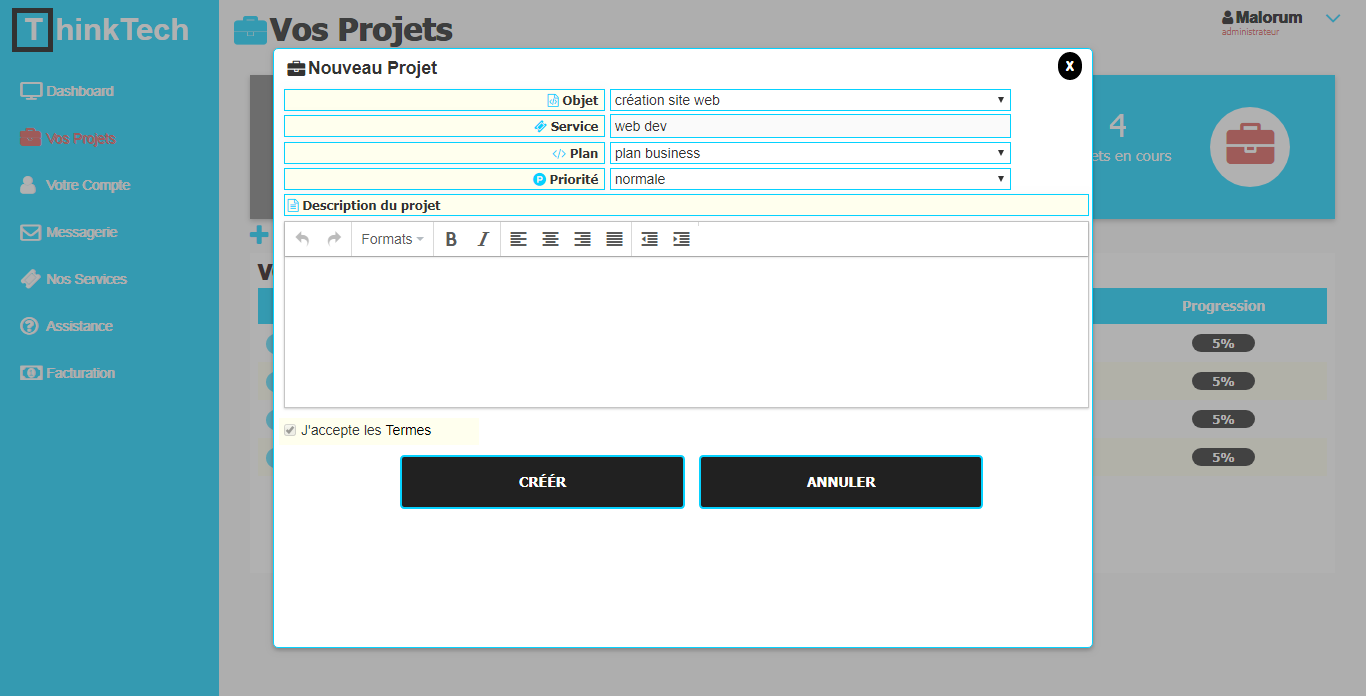 ThinkTech
Dashboard
Vos Projets
Votre Compte
Messagerie
Nos Services
Assistance
Facturation
Vos Projets
Malorum
administrateur
4
ets en cours
Nouveau Projet
X
Objet
création site web
Service
web dev
Plan
plan business
Priorité
normale
Description du projet
Formats
B I
J'accepte les Termes
CRÉÉR
ANNULER
Progression
5%
5%
5%
5%